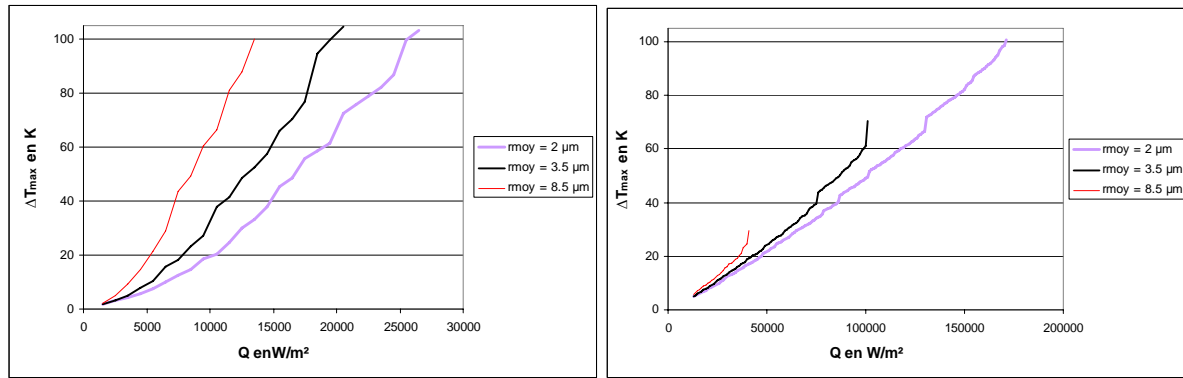 ΔTmax en K
100
80
60
40
20
0
0 5000 10000 15000 20000 25000 30000
Q enW/m²
rmoy = 2 µm
rmoy = 3.5 µm
rmoy = 8.5 µm
ΔTmax en K
100
80
60
40
20
0
0 50000 100000 150000 200000
Q en W/m²
rmoy = 2 µm
rmoy = 3.5 µm
rmoy = 8.5 µm